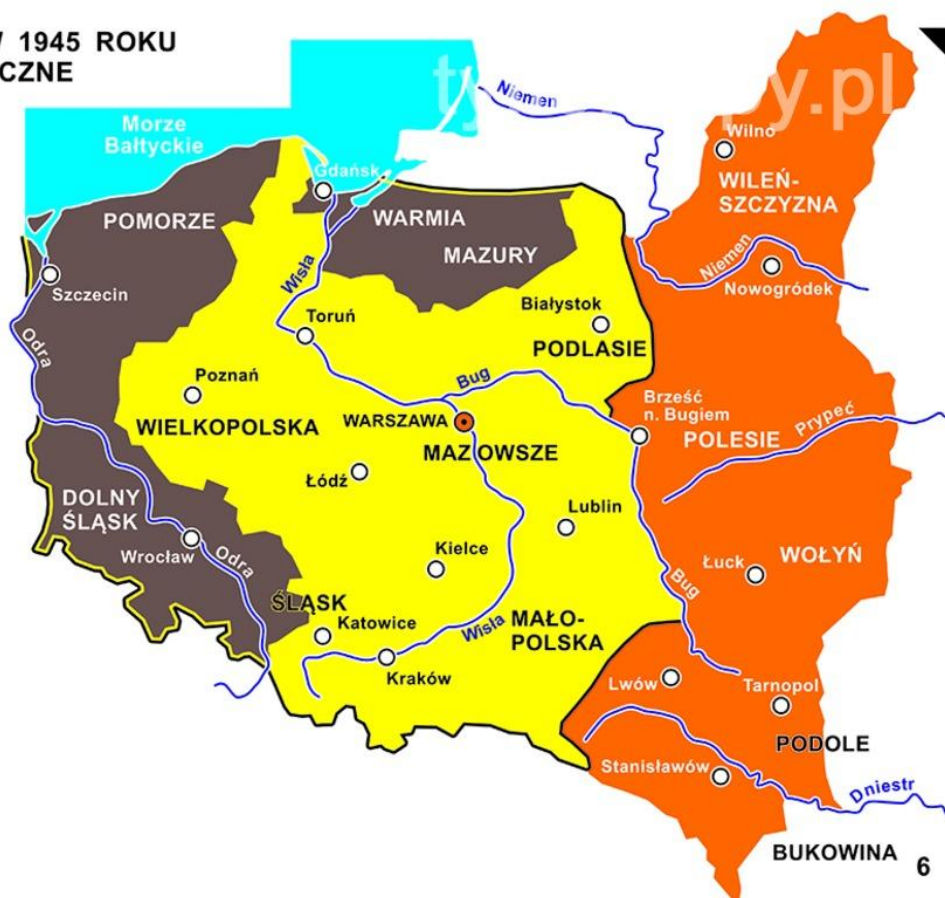 1945 ROKU
CZNE
py.pl
Niemen
Morze
Bałtyckie
Wilno
Gdańsk
WILEŃ-
SZCZYZNA
POMORZE
WARMIA
MAZURY
Wisła
Niemen
Nowogródek
Szczecin
Białystok
Toruń
Odra
PODLASIE
Poznań
Bug
Brześć
n. Bugiem
WIELKOPOLSKA
WARSZAWA
Prypeć
POLESIE
MAZOWSZE
Łódź
DOLNY
ŚLĄSK
Lublin
Wrocław
Odra
Kielce
Łuck
WOŁYŃ
Bug
ŚLĄSK
Katowice
Wisła
MAŁO-
POLSKA
Kraków
Lwów
Tarnopol
PODOLE
Stanisławów
Dniestr
BUKOWINA
6